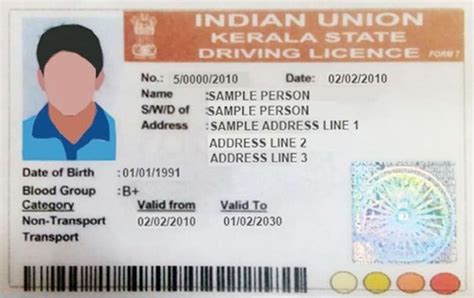 INDIAN UNION
KERALA STATE
DRIVING LICENCE FORM 7
No.: 5/0000/2010 Date: 02/02/2010
Name :SAMPLE PERSON
S/W/D of :SAMPLE PERSON
Address :SAMPLE ADDRESS LINE 1
ADDRESS LINE 2
ADDRESS LINE 3
Date of Birth :01/01/1991
Blood Group :B+
Category Valid from Valid To
Non-Transport 02/02/2010 01/02/2030
Transport